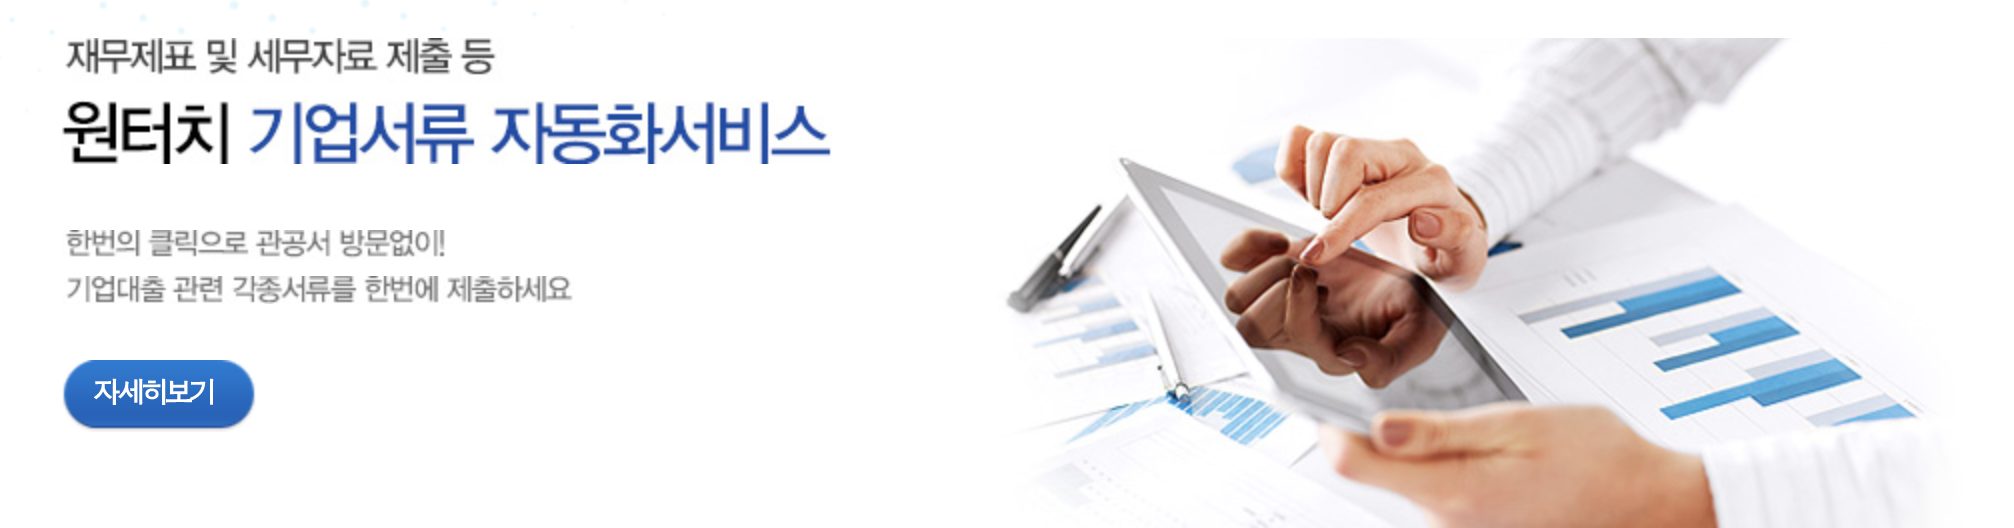 재무제표 및 세무자료 제출 등
원터치 기업서류 자동화서비스
한번의 클릭으로 관공서 방문없이!
기업대출 관련 각종서류를 한번에 제출하세요
자세히보기